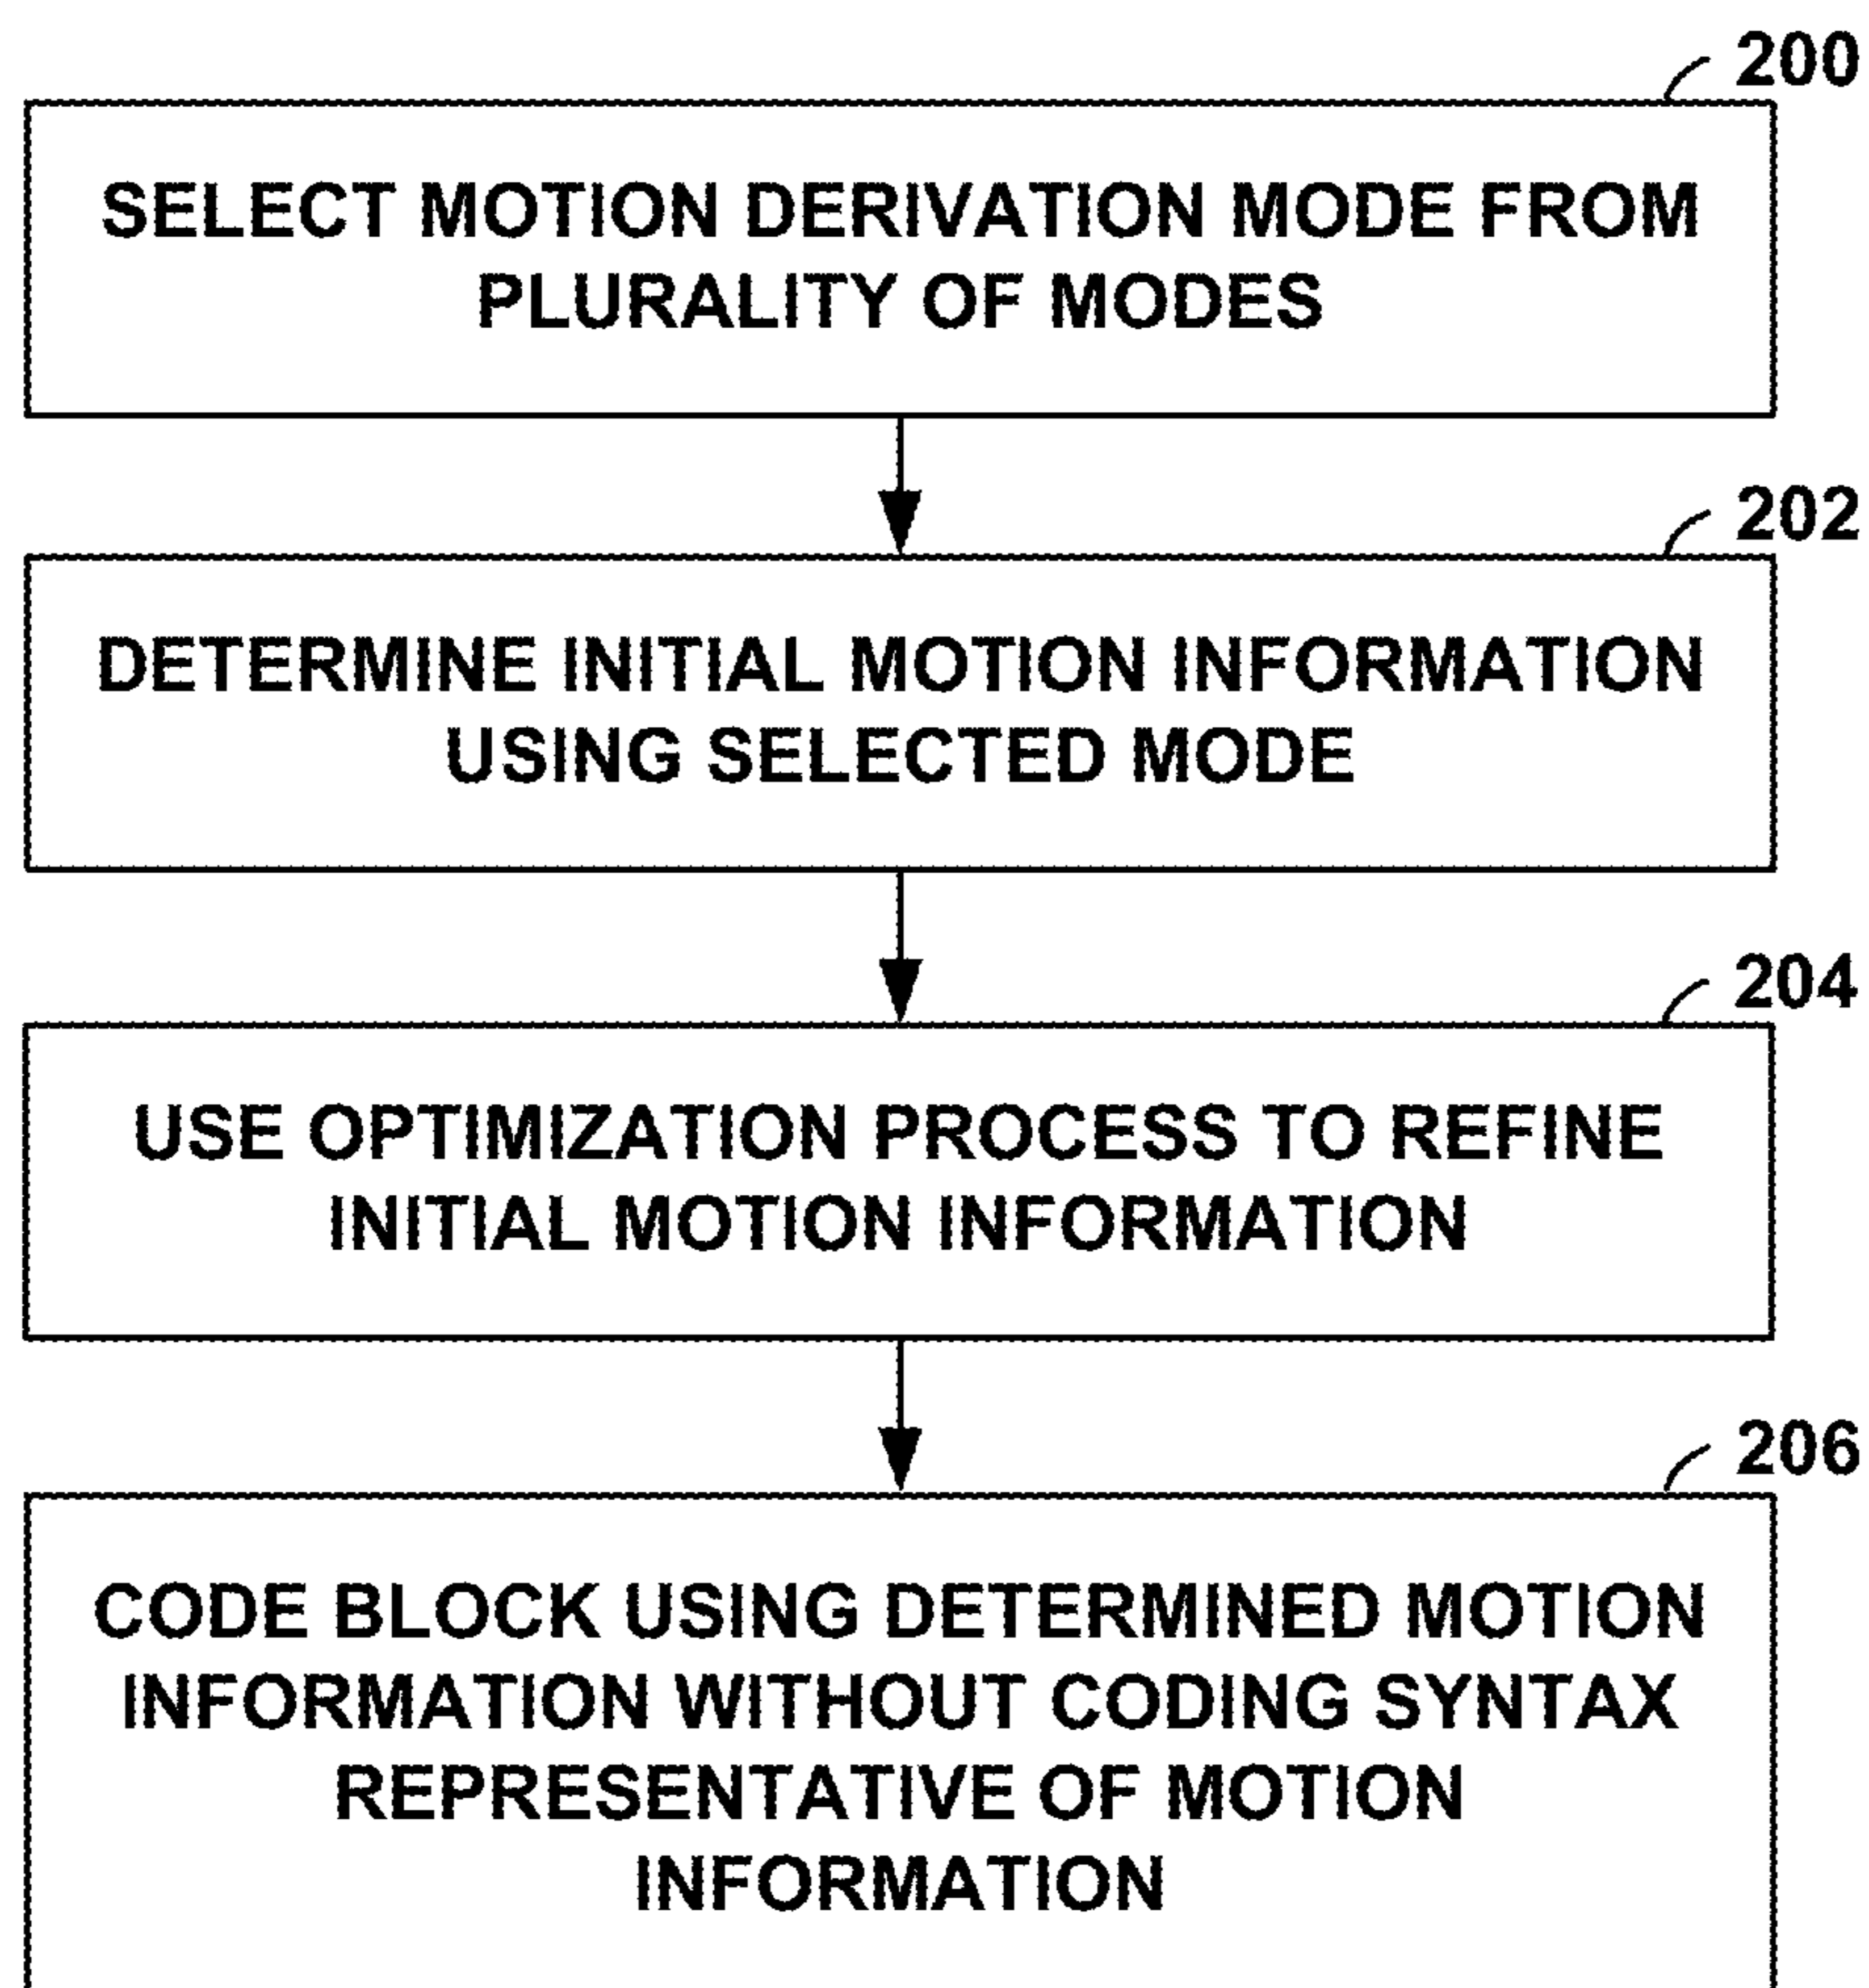 200
SELECT MOTION DERIVATION MODE FROM
PLURALITY OF MODES
202
DETERMINE INITIAL MOTION INFORMATION
USING SELECTED MODE
204
USE OPTIMIZATION PROCESS TO REFINE
INITIAL MOTION INFORMATION
206
CODE BLOCK USING DETERMINED MOTION
INFORMATION WITHOUT CODING SYNTAX
REPRESENTATIVE OF MOTION
INFORMATION